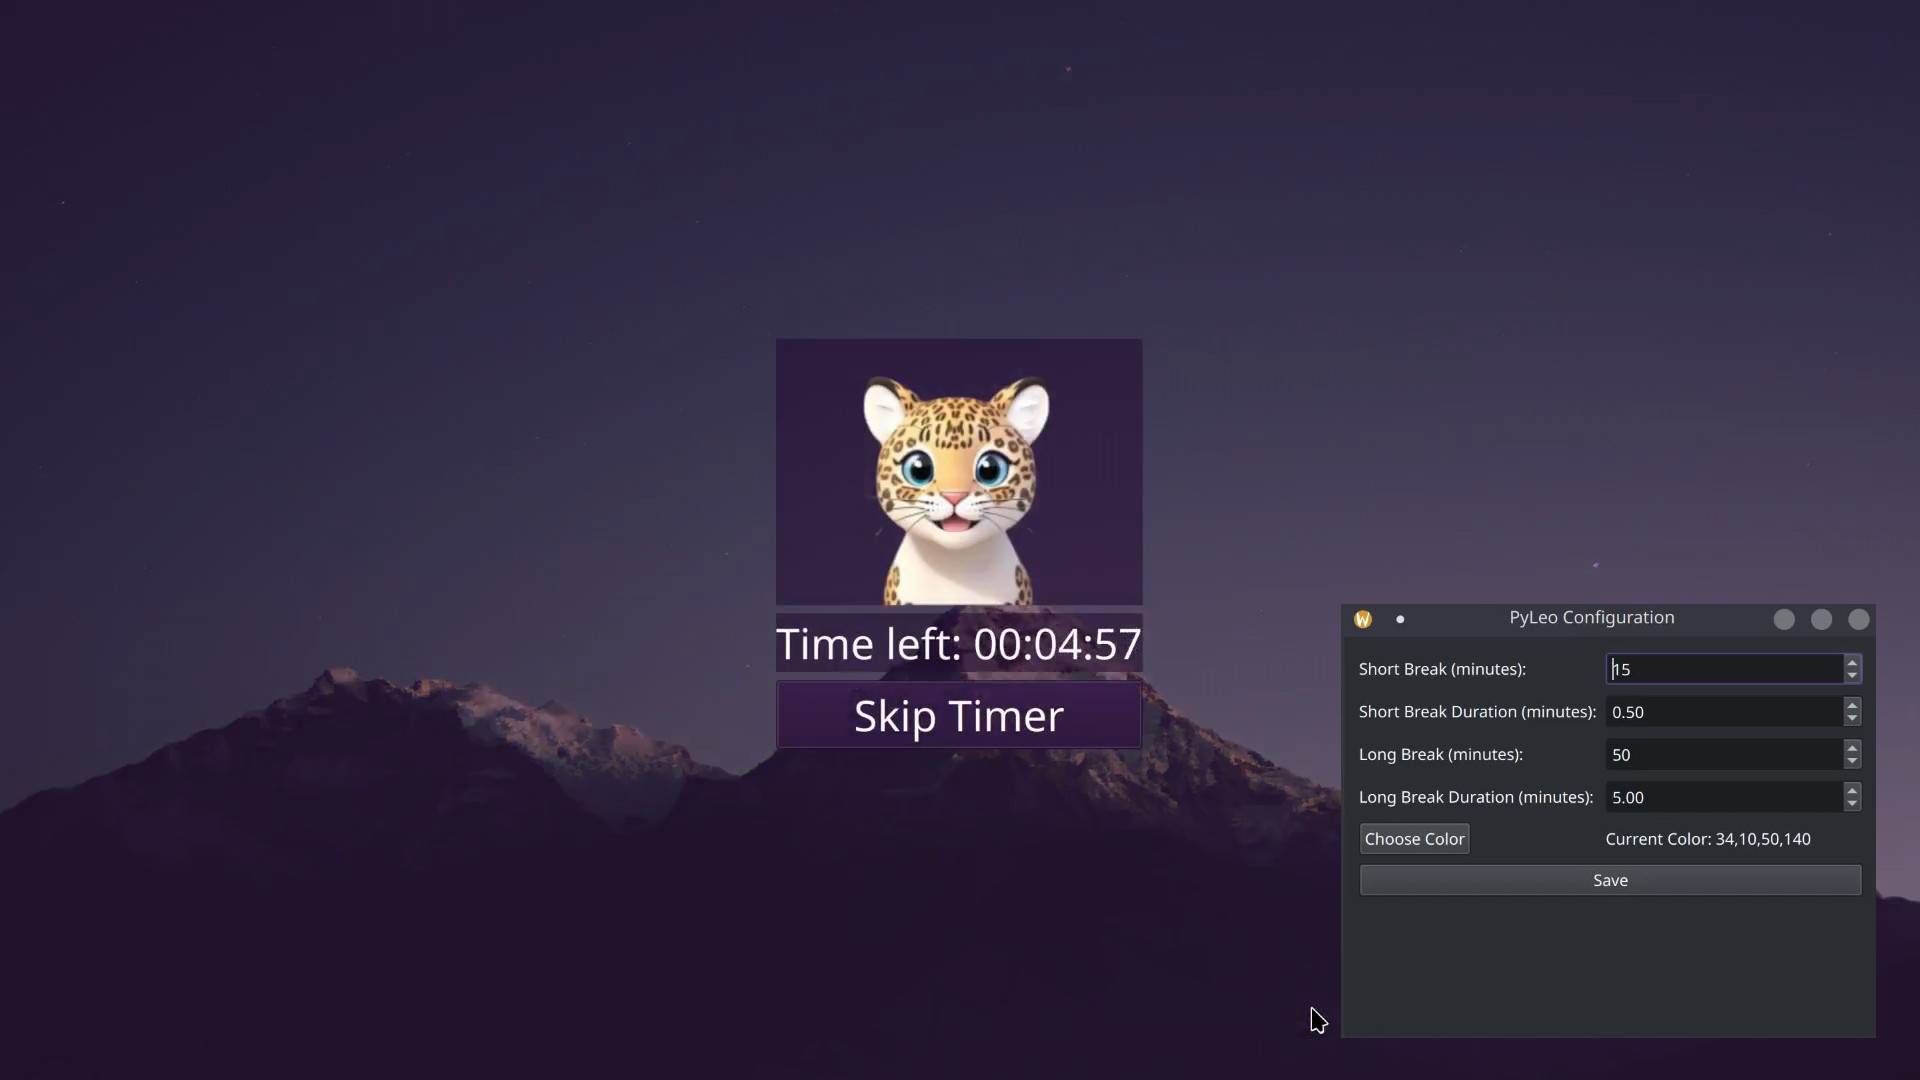 Time left: 00:04:57
Skip Timer
W
PyLeo Configuration
Short Break (minutes): 15
Short Break Duration (minutes): 0.50
Long Break (minutes): 50
Long Break Duration (minutes): 5.00
Choose Color Current Color: 34,10,50,140
Save